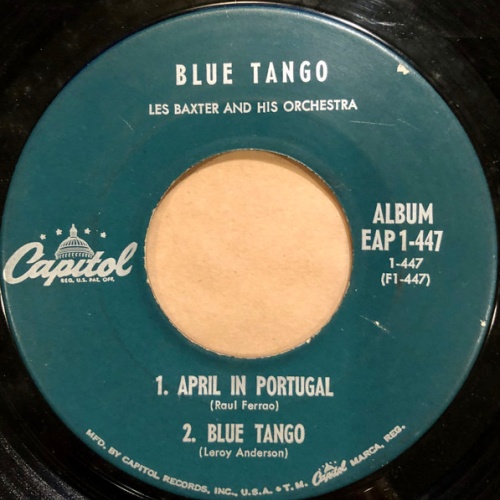 BLUE TANGO
LES BAXTER AND HIS ORCHESTRA
ALBUM
EAP 1-447
1-447
(F1-447)
Capitol
REG. U.S. PAT. OFF.
1. APRIL IN PORTUGAL
(Raul Ferrao)
2. BLUE TANGO
(Leroy Anderson)
MFD. BY CAPITOL RECORDS, INC., U.S.A. • T.M. Capitol MARCA REG.